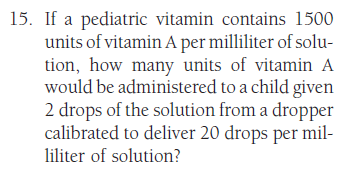 15. If a pediatric vitamin contains 1500
units of vitamin A per milliliter of solu-
tion, how many units of vitamin A
would be administered to a child given
2 drops of the solution from a dropper
calibrated to deliver 20 drops per mil-
liliter of solution?